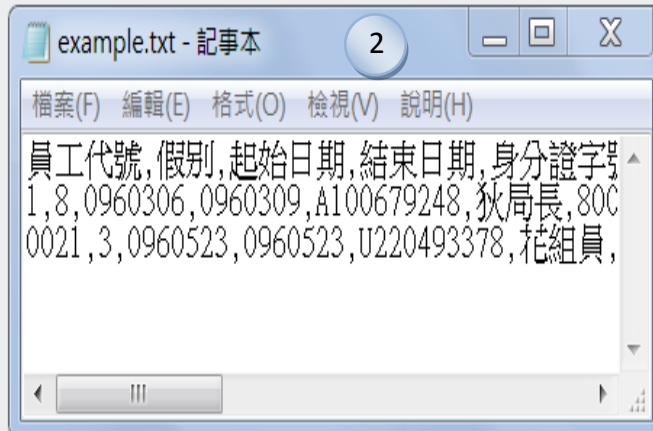 example.txt - 記事本
2
檔案(F) 編輯(E) 格式(O) 檢視(V) 說明(H)
員工代號,假別,起始日期,結束日期,身分證字號
1,8,0960306,0960309,A100679248,狄局長,800
0021,3,0960523,0960523,U220493378,花組員,